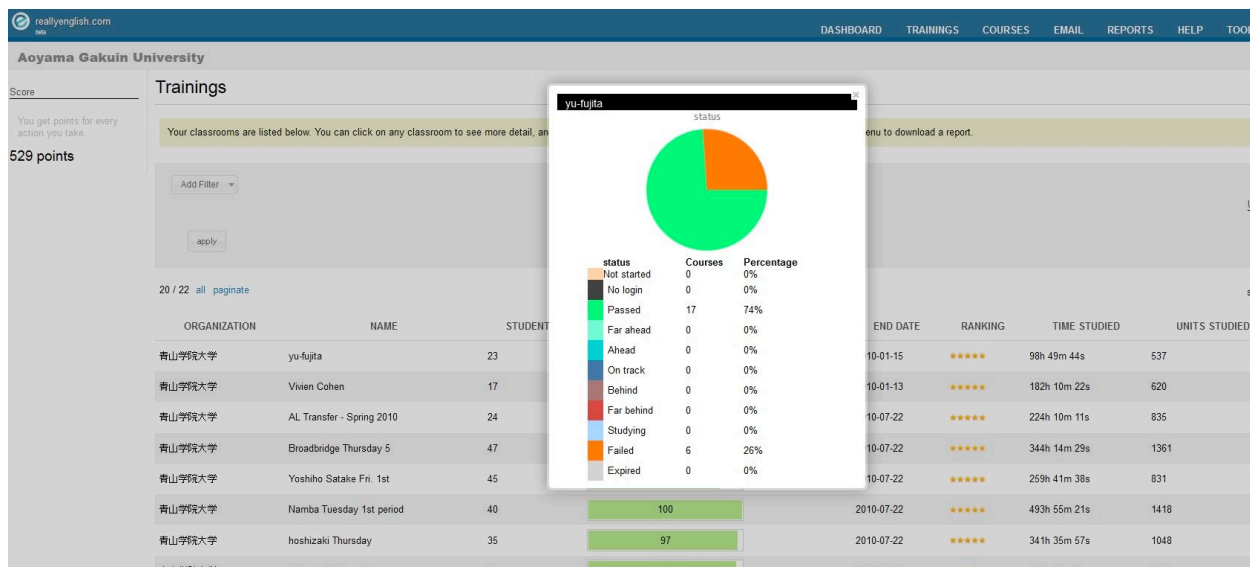 reallyenglish.com
beta
DASHBOARD TRAININGS COURSES EMAIL REPORTS HELP
Aoyama Gakuin University
Score
You get points for every
action you take.
529 points
Trainings
Your classrooms are listed below. You can click on any classroom to see more detail, an
enu to download a report.
Add Filter
apply
20 / 22 all paginate
ORGANIZATION NAME STUDENT END DATE RANKING TIME STUDIED UNITS STUDIED
青山学院大学 yu-fujita 23 10-01-15 ★★★★★ 98h 49m 44s 537
青山学院大学 Vivien Cohen 17 10-01-13 ★★★★★ 182h 10m 22s 620
青山学院大学 AL Transfer - Spring 2010 24 10-07-22 ★★★★★ 224h 10m 11s 835
青山学院大学 Broadbridge Thursday 5 47 10-07-22 ★★★★★ 344h 14m 29s 1361
青山学院大学 Yoshiho Satake Fri. 1st 45 10-07-22 ★★★★★ 259h 41m 38s 831
青山学院大学 Namba Tuesday 1st period 40 100 2010-07-22 ★★★★★ 493h 55m 21s 1418
青山学院大学 hoshizaki Thursday 35 97 2010-07-22 ★★★★★ 341h 35m 57s 1048
yu-fujita
status
status Courses Percentage
Not started 0 0%
No login 0 0%
Passed 17 74%
Far ahead 0 0%
Ahead 0 0%
On track 0 0%
Behind 0 0%
Far behind 0 0%
Studying 0 0%
Failed 6 26%
Expired 0 0%